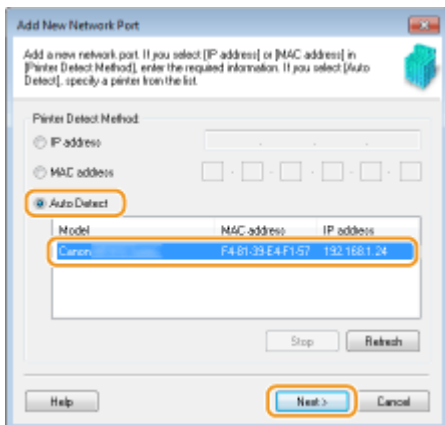 Add New Network Port
Add a new network port. If you select [IP address] or [MAC address] in
[Printer Detect Method], enter the required information. If you select [Auto
Detect], specify a printer from the list.
Printer Detect Method
IP address
MAC address
Auto Detect
Model MAC address IP address
Canon F4-81-39-E4-F1-57 192.168.1.24
Stop Refresh
Help Next > Cancel